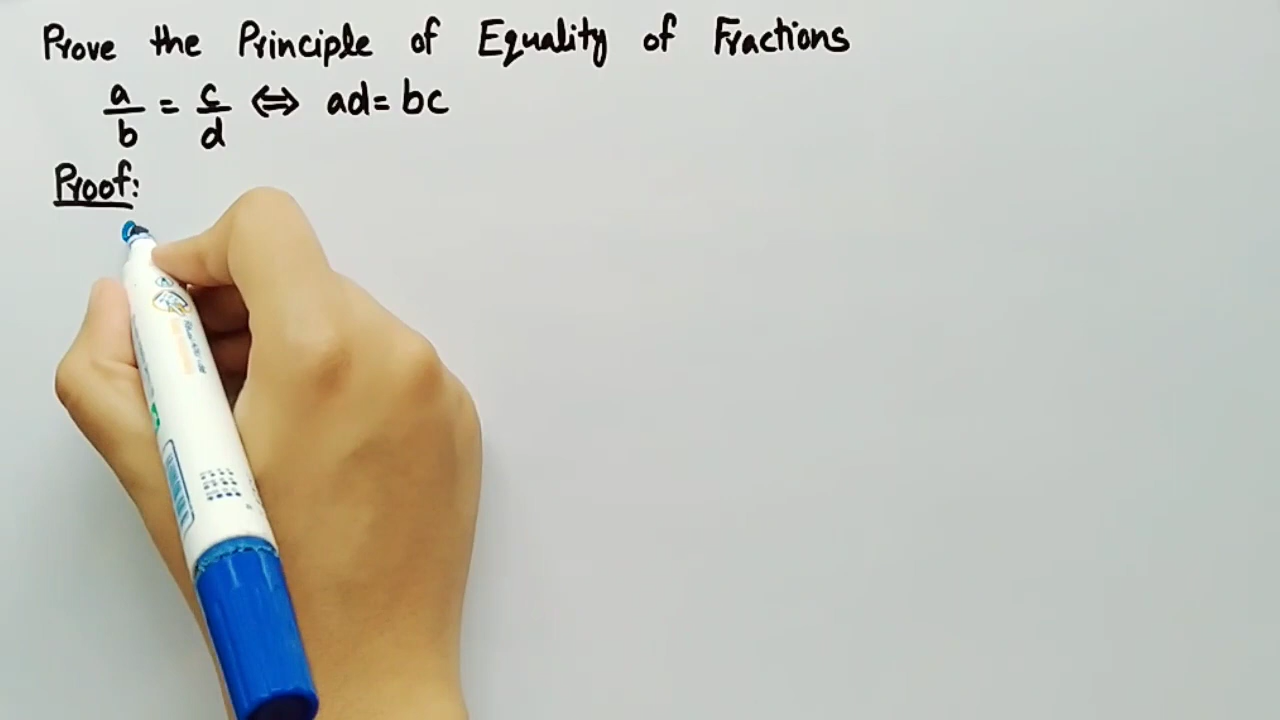 Prove the Principle of Equality of Fractions
a/b = c/d ⇔ ad = bc
Proof: